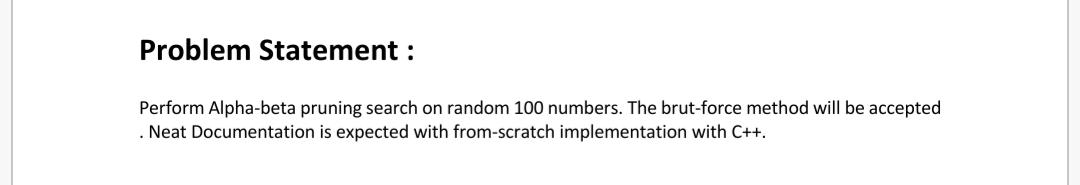 Problem Statement :
Perform Alpha-beta pruning search on random 100 numbers. The brut-force method will be accepted
. Neat Documentation is expected with from-scratch implementation with C++.